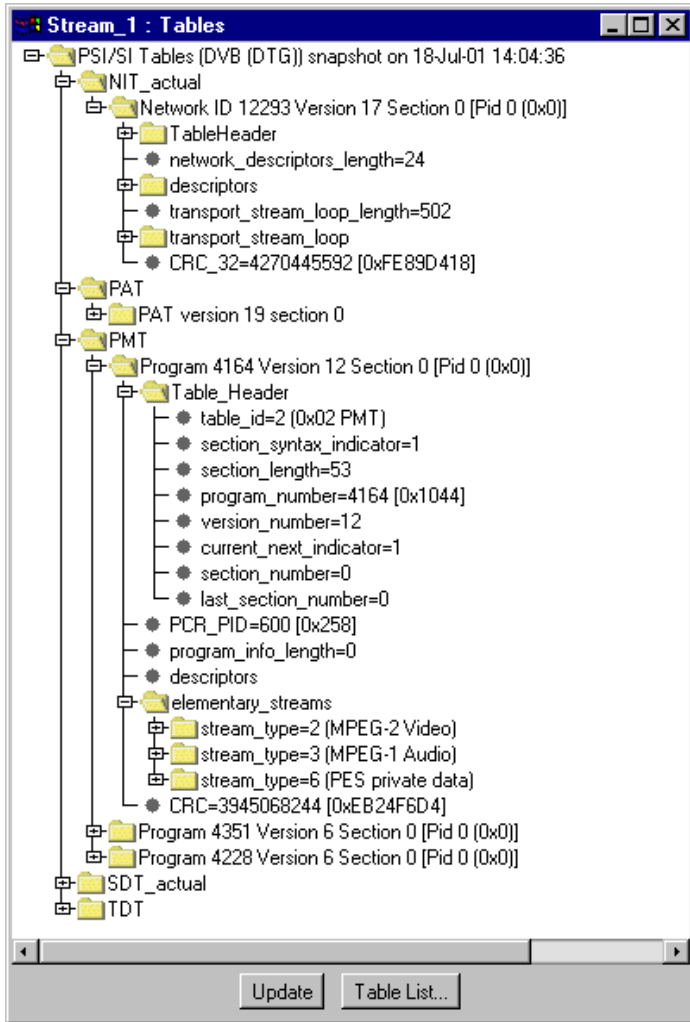 Stream_1 : Tables
PSI/SI Tables (DVB (DTG)) snapshot on 18-Jul-01 14:04:36
NIT_actual
Network ID 12293 Version 17 Section 0 [Pid 0 (0x0)]
TableHeader
network_descriptors_length=24
descriptors
transport_stream_loop_length=502
transport_stream_loop
CRC_32=4270445592 [0xFE89D418]
PAT
PAT version 19 section 0
PMT
Program 4164 Version 12 Section 0 [Pid 0 (0x0)]
Table_Header
table_id=2 (0x02 PMT)
section_syntax_indicator=1
section_length=53
program_number=4164 [0x1044]
version_number=12
current_next_indicator=1
section_number=0
last_section_number=0
PCR_PID=600 [0x258]
program_info_length=0
descriptors
elementary_streams
stream_type=2 (MPEG-2 Video)
stream_type=3 (MPEG-1 Audio)
stream_type=6 (PES private data)
CRC=3945068244 [0xEB24F6D4]
Program 4351 Version 6 Section 0 [Pid 0 (0x0)]
Program 4228 Version 6 Section 0 [Pid 0 (0x0)]
SDT_actual
TDT
Update Table List...